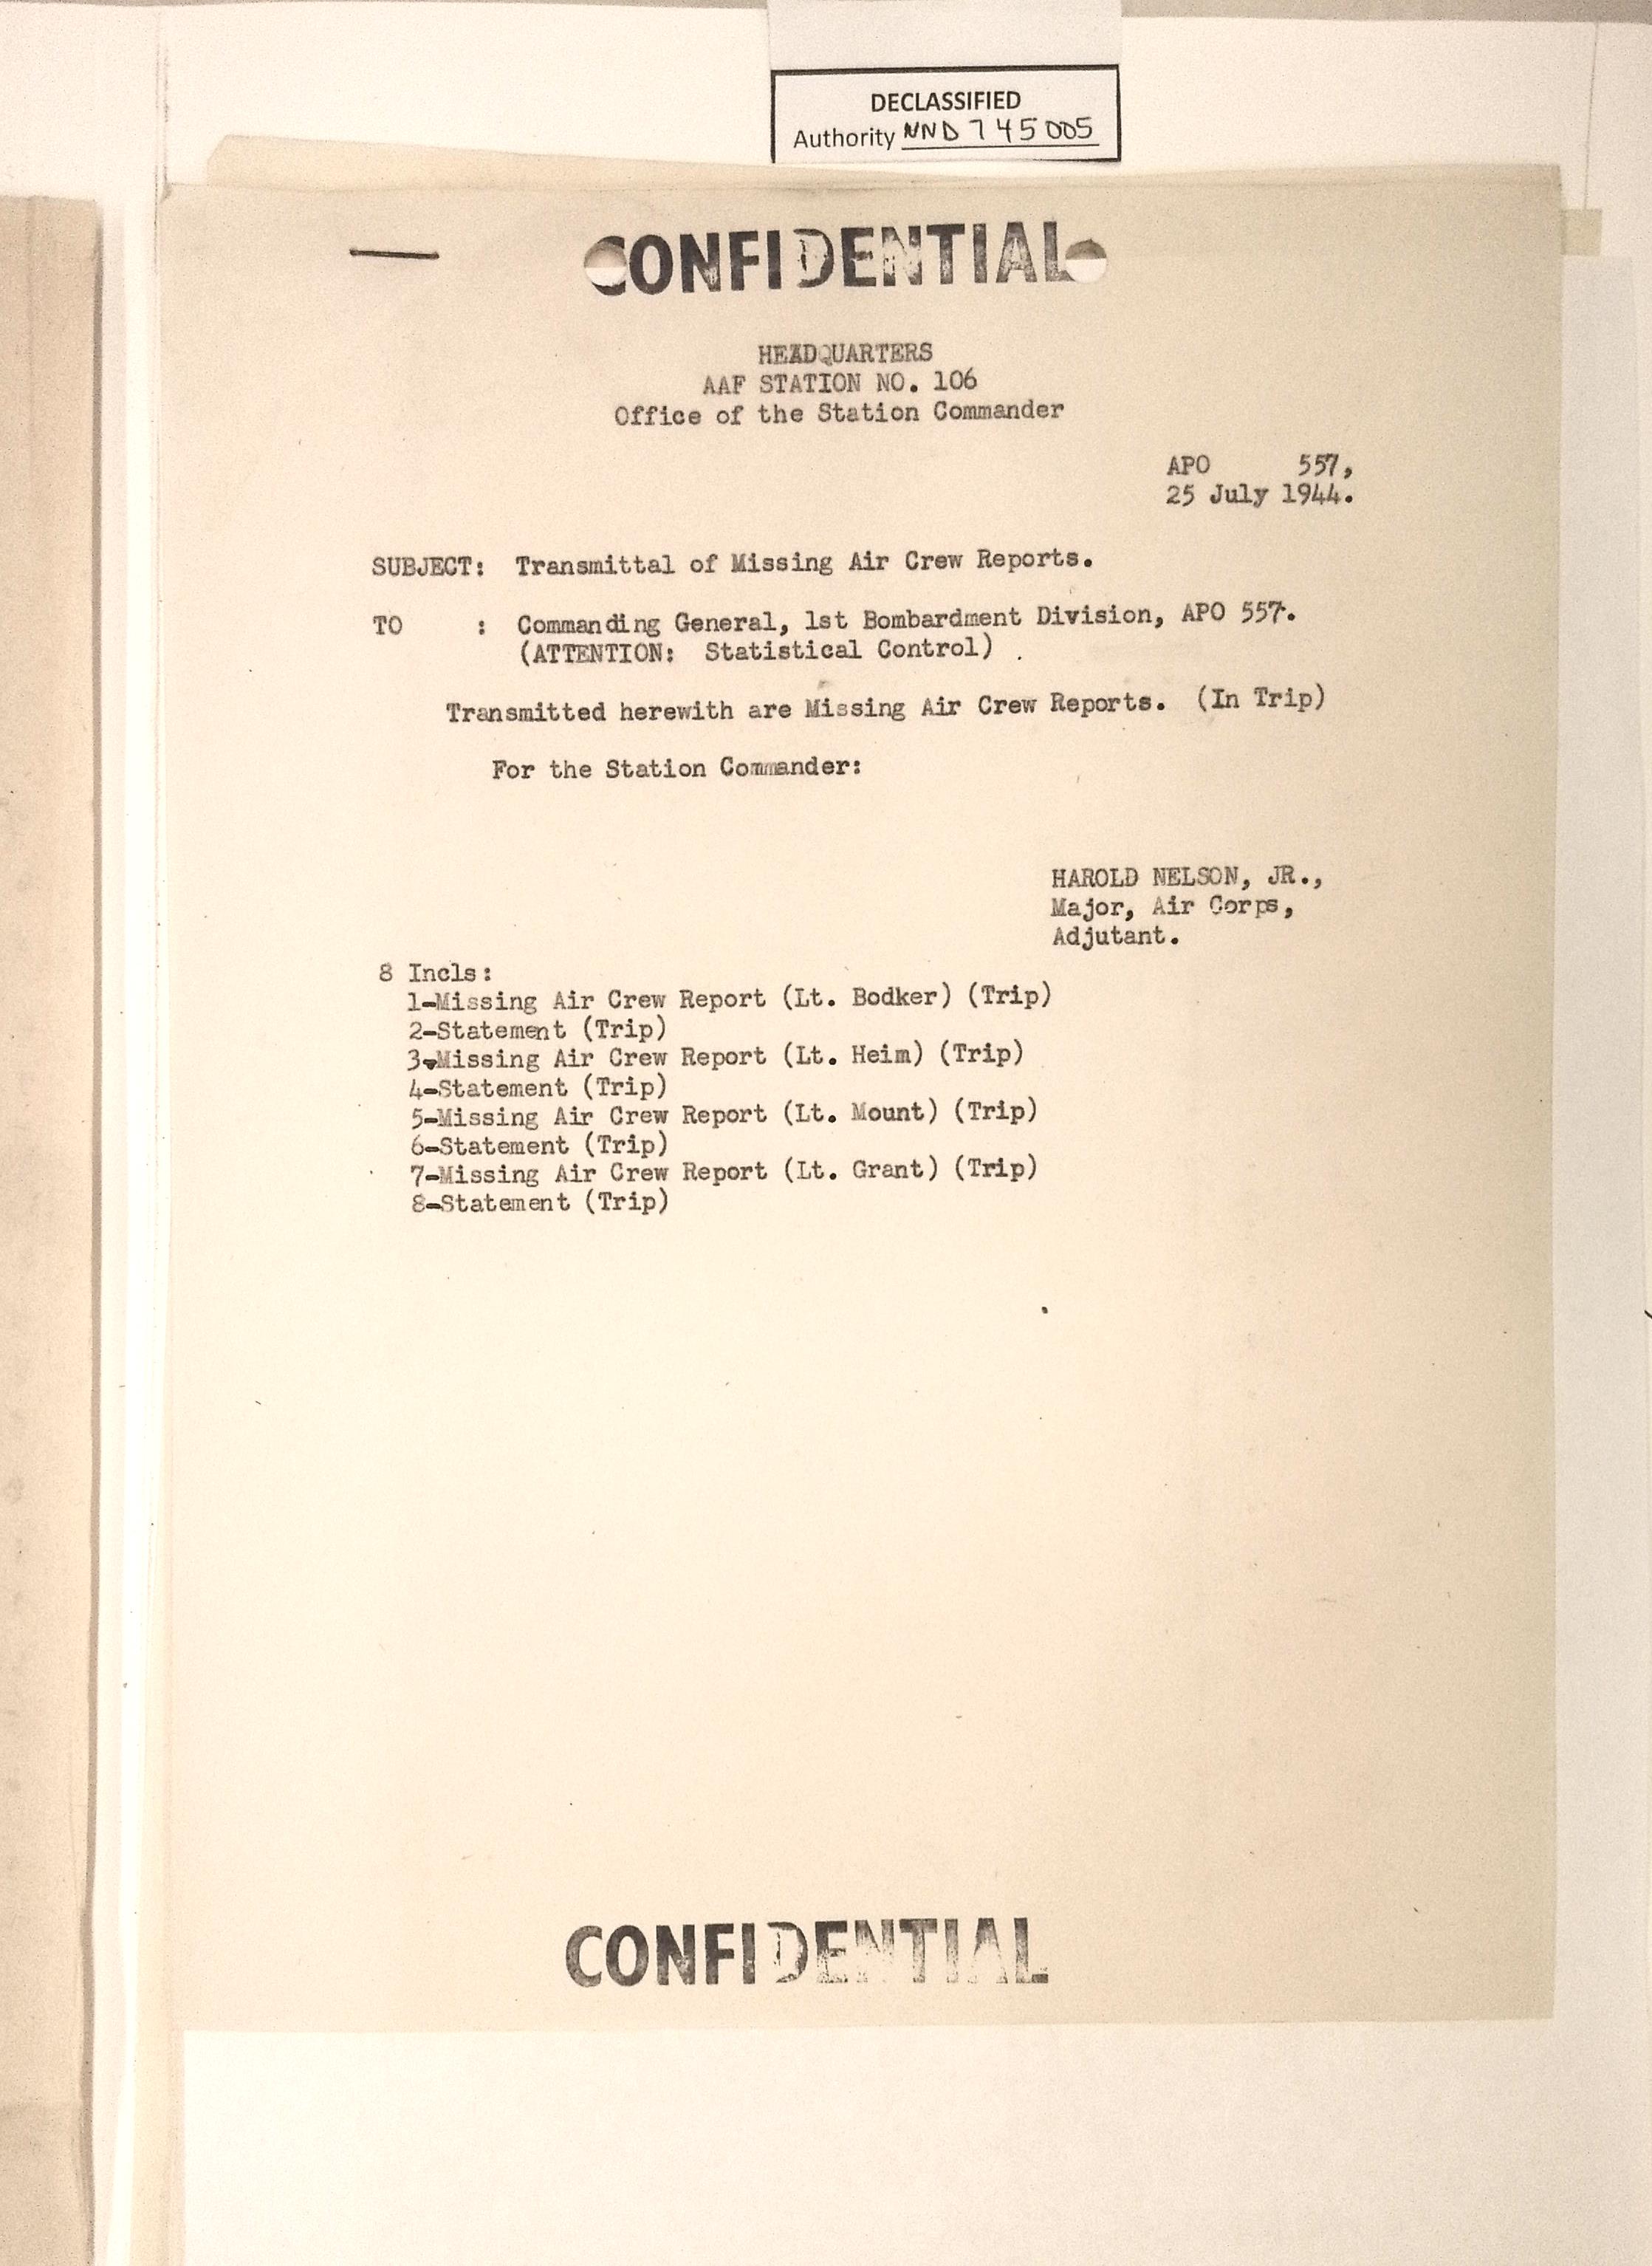 DECLASSIFIED
Authority NND 745005
CONFIDENTIAL
HEADQUARTERS
AAF STATION NO. 106
Office of the Station Commander
APO 557,
25 July 1944.
SUBJECT: Transmittal of Missing Air Crew Reports.
TO : Commanding General, 1st Bombardment Division, APO 557.
(ATTENTION: Statistical Control) .
Transmitted herewith are Missing Air Crew Reports. (In Trip)
For the Station Commander:
HAROLD NELSON, JR.,
Major, Air Corps,
Adjutant.
8 Incls:
1-Missing Air Crew Report (Lt. Bodker) (Trip)
2-Statement (Trip)
3-Missing Air Crew Report (Lt. Heim) (Trip)
4-Statement (Trip)
5-Missing Air Crew Report (Lt. Mount) (Trip)
6-Statement (Trip)
7-Missing Air Crew Report (Lt. Grant) (Trip)
8-Statement (Trip)
CONFIDENTIAL